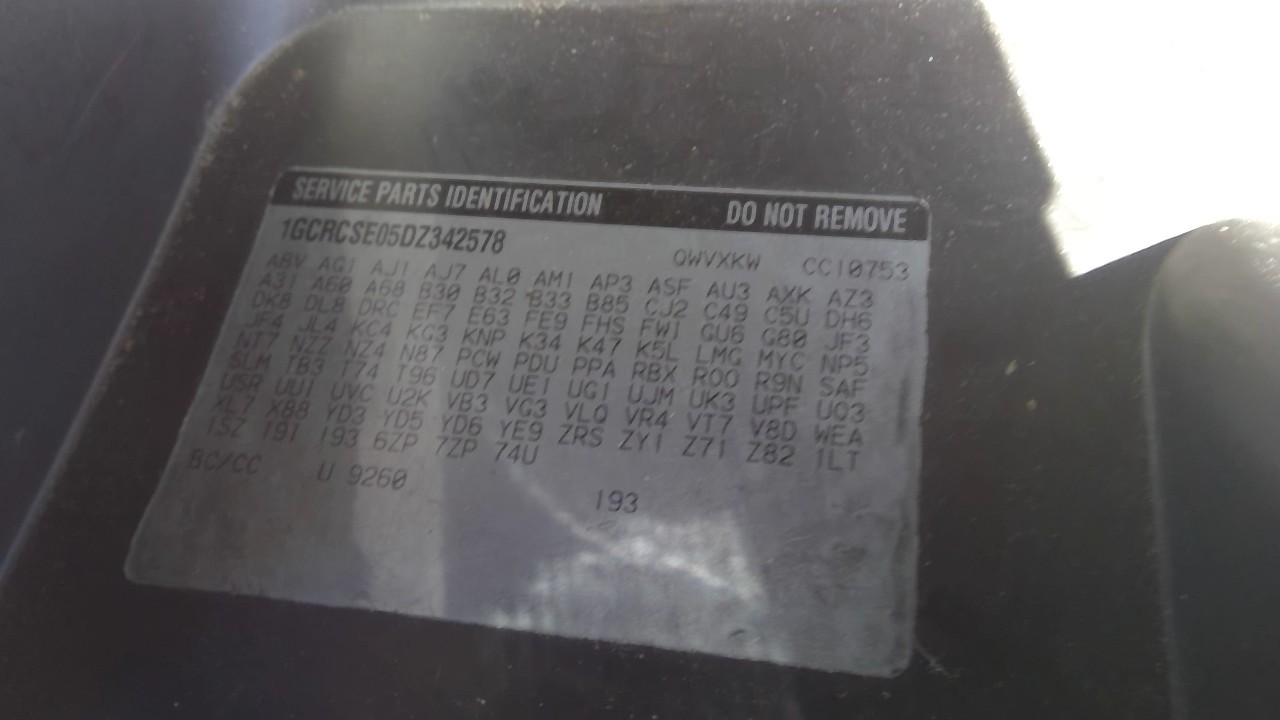 SERVICE PARTS IDENTIFICATION DO NOT REMOVE
1GCRCSE05DZ342578 OWVXKW CC10753
A8V AG1 AJ1 AJ7 AL0 AM1 AP3 ASF AU3 AXK AZ3
A31 A60 A68 B30 B32 B33 B85 CJ2 C49 C5U DH6
DK8 DL8 DRC EF7 E63 FE9 FHS FW1 GU6 G80 JF3
JF4 JL4 KC4 KG3 KNP K34 K47 K5L LMG MYC NP5
NT7 NZZ NZ4 N87 PCW PDU PPA RBX ROO R9N SAF
SLM TB3 T74 T96 UD7 UE1 UG1 UJM UK3 UPF UQ3
USR UU1 UVC U2K VB3 VG3 VLQ VR4 VT7 V8D WEA
XL7 X88 YD3 YD5 YD6 YE9 ZRS ZY1 Z71 Z82 1LT
1SZ 191 193 6ZP 7ZP 74U
BC/CC U 9260 193